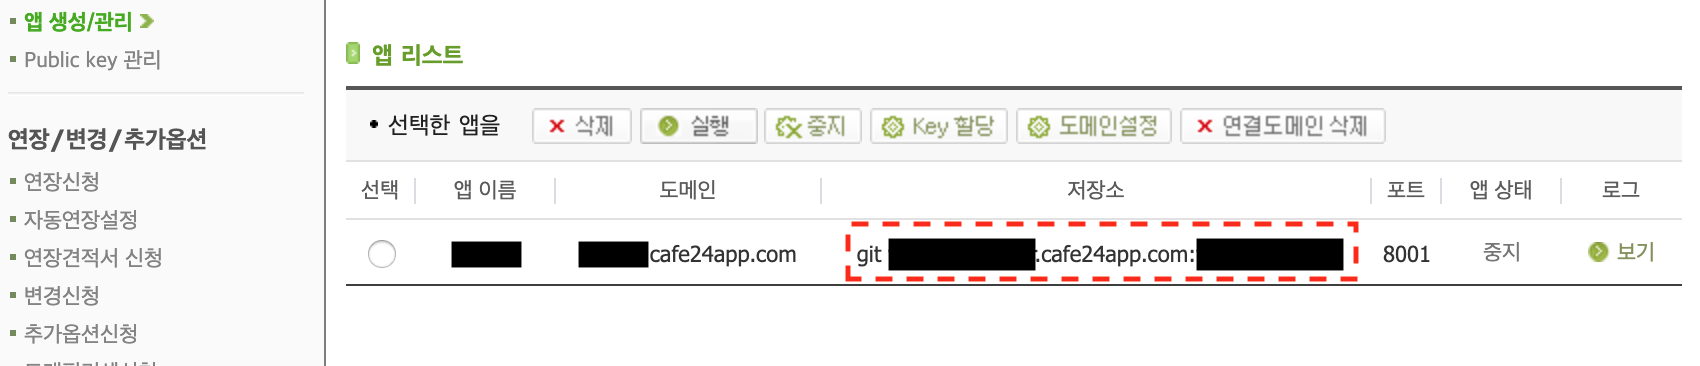 앱 생성/관리
Public key 관리
연장/변경/추가옵션
연장신청
자동연장설정
연장견적서 신청
변경신청
추가옵션신청
앱 리스트
• 선택한 앱을 삭제 실행 중지 Key 할당 도메인설정 연결도메인 삭제
선택 앱 이름 도메인 저장소 포트 앱 상태 로그
cafe24app.com git .cafe24app.com: 8001 중지 보기